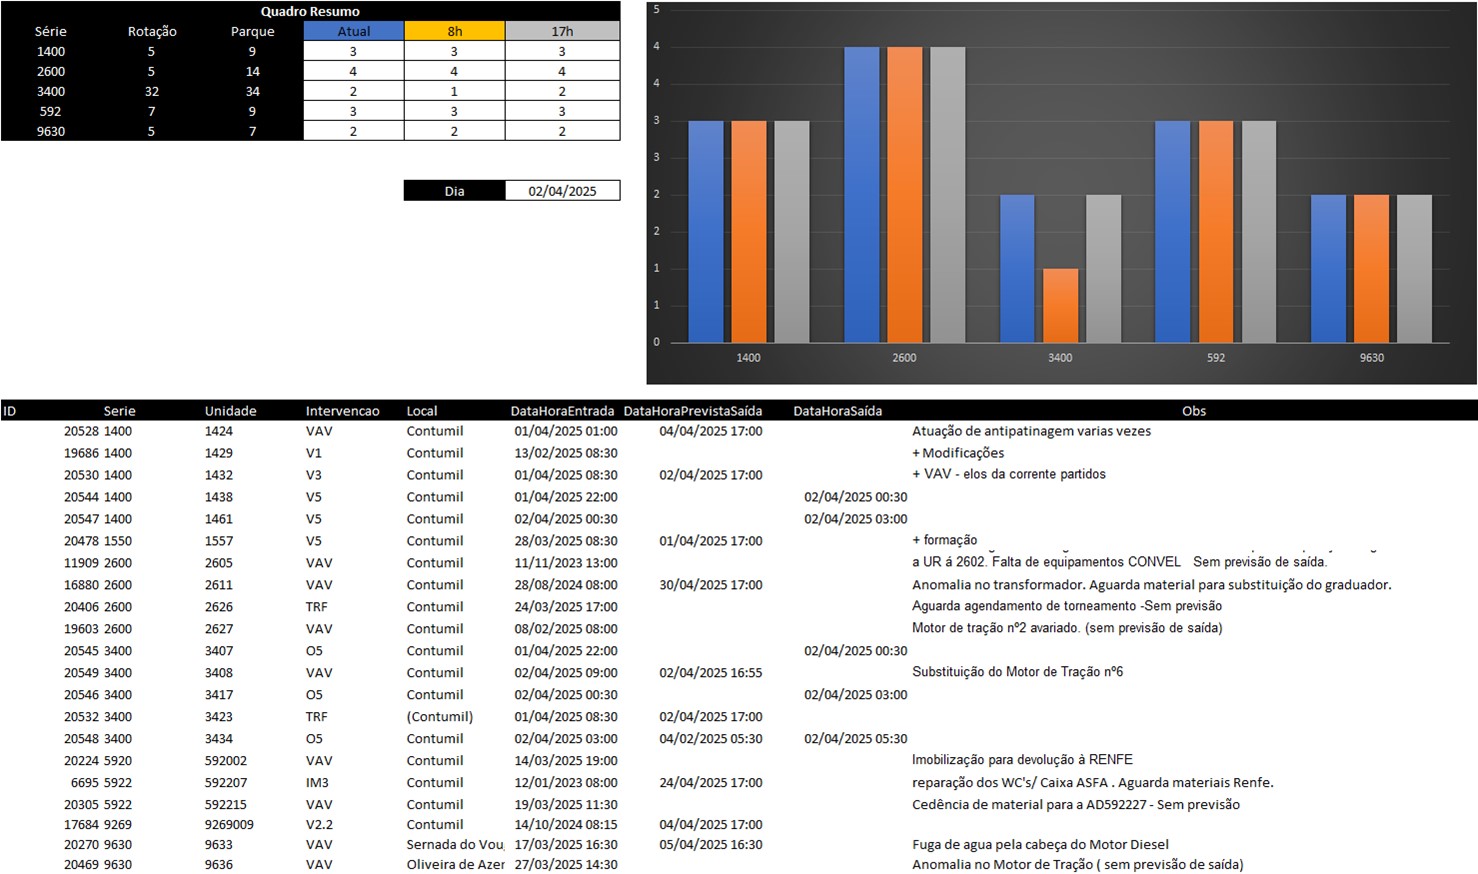 Quadro Resumo
Série Rotação Parque Atual 8h 17h
1400 5 9 3 3 3
2600 5 14 4 4 4
3400 32 34 2 1 2
592 7 9 3 3 3
9630 5 7 2 2 2
Dia 02/04/2025
5
4
4
3
3
2
2
1
1
0
1400 2600 3400 592 9630
ID Serie Unidade Intervencao Local DataHoraEntrada DataHoraPrevistaSaída DataHoraSaída Obs
20528 1400 1424 VAV Contumil 01/04/2025 01:00 04/04/2025 17:00 Atuação de antipatinagem varias vezes
19686 1400 1429 V1 Contumil 13/02/2025 08:30 + Modificações
20530 1400 1432 V3 Contumil 01/04/2025 08:30 02/04/2025 17:00 + VAV - elos da corrente partidos
20544 1400 1438 V5 Contumil 01/04/2025 22:00 02/04/2025 00:30
20547 1400 1461 V5 Contumil 02/04/2025 00:30 02/04/2025 03:00
20478 1550 1557 V5 Contumil 28/03/2025 08:30 01/04/2025 17:00 + formação
11909 2600 2605 VAV Contumil 11/11/2023 13:00 a UR á 2602. Falta de equipamentos CONVEL Sem previsão de saída.
16880 2600 2611 VAV Contumil 28/08/2024 08:00 30/04/2025 17:00 Anomalia no transformador. Aguarda material para substituição do graduador.
20406 2600 2626 TRF Contumil 24/03/2025 17:00 Aguarda agendamento de torneamento -Sem previsão
19603 2600 2627 VAV Contumil 08/02/2025 08:00 Motor de tração nº2 avariado. (sem previsão de saída)
20545 3400 3407 O5 Contumil 01/04/2025 22:00 02/04/2025 00:30
20549 3400 3408 VAV Contumil 02/04/2025 09:00 02/04/2025 16:55 Substituição do Motor de Tração nº6
20546 3400 3417 O5 Contumil 02/04/2025 00:30 02/04/2025 03:00
20532 3400 3423 TRF (Contumil) 01/04/2025 08:30 02/04/2025 17:00
20548 3400 3434 O5 Contumil 02/04/2025 03:00 04/02/2025 05:30 02/04/2025 05:30
20224 5920 592002 VAV Contumil 14/03/2025 19:00 Imobilização para devolução à RENFE
6695 5922 592207 IM3 Contumil 12/01/2023 08:00 24/04/2025 17:00 reparação dos WC's/ Caixa ASFA . Aguarda materiais Renfe.
20305 5922 592215 VAV Contumil 19/03/2025 11:30 Cedência de material para a AD592227 - Sem previsão
17684 9269 9269009 V2.2 Contumil 14/10/2024 08:15 04/04/2025 17:00
20270 9630 9633 VAV Sernada do Vou 17/03/2025 16:30 05/04/2025 16:30 Fuga de agua pela cabeça do Motor Diesel
20469 9630 9636 VAV Oliveira de Azer 27/03/2025 14:30 Anomalia no Motor de Tração ( sem previsão de saída)